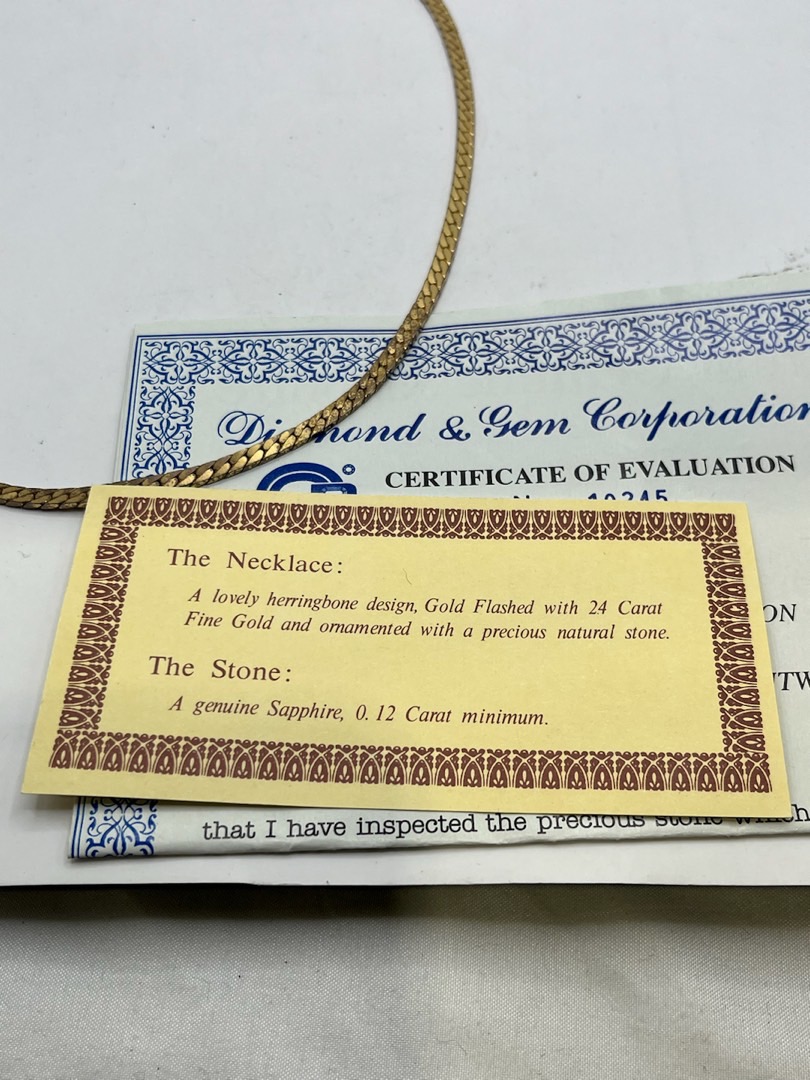 Diamond & Gem Corporation
CERTIFICATE OF EVALUATION
10245
The Necklace:
A lovely herringbone design, Gold Flashed with 24 Carat
Fine Gold and ornamented with a precious natural stone.
The Stone:
A genuine Sapphire, 0.12 Carat minimum.
that I have inspected the precious stone which